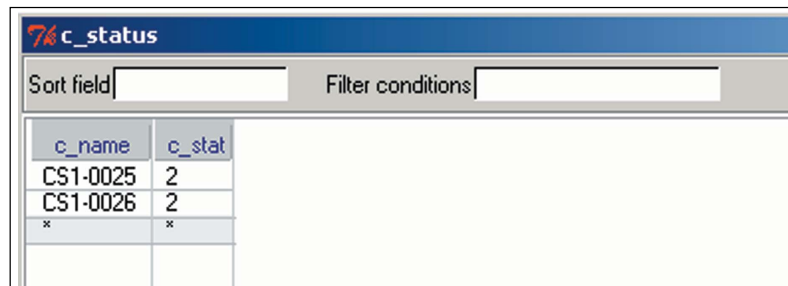 c_status
Sort field Filter conditions
c_name c_stat
CS1-0025 2
CS1-0026 2
* *